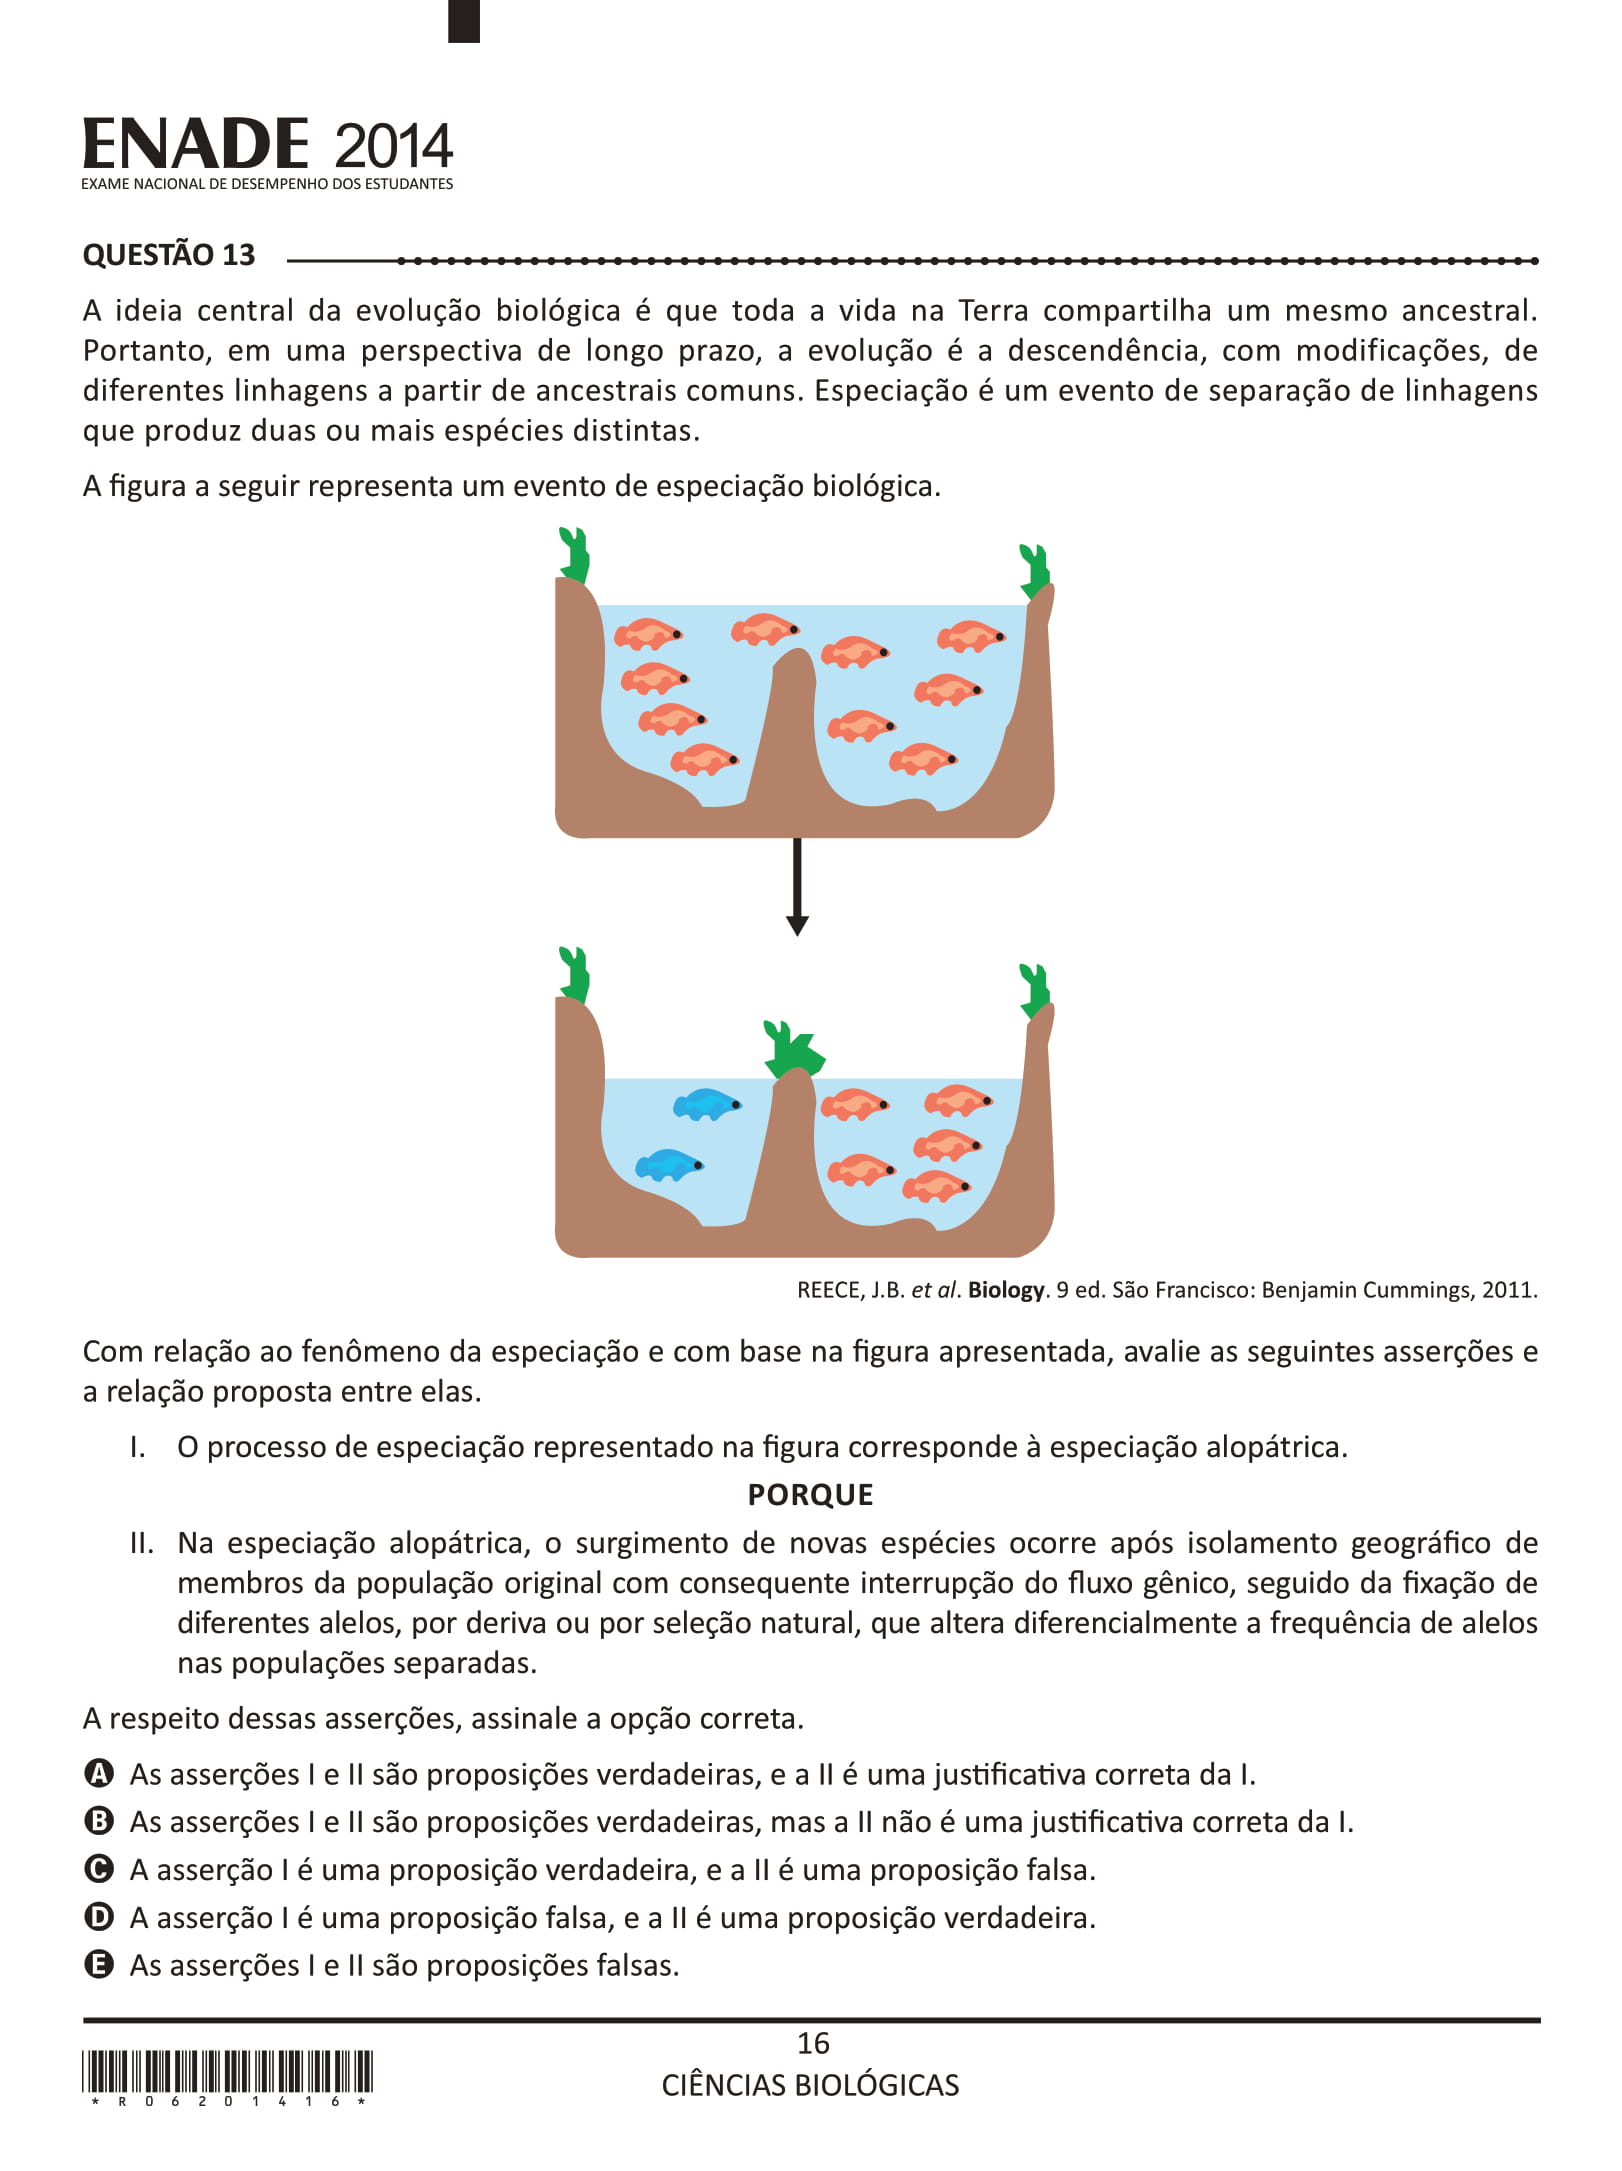 ENADE 2014
EXAME NACIONAL DE DESEMPENHO DOS ESTUDANTES
QUESTÃO 13
A ideia central da evolução biológica é que toda a vida na Terra compartilha um mesmo ancestral.
Portanto, em uma perspectiva de longo prazo, a evolução é a descendência, com modificações, de
diferentes linhagens a partir de ancestrais comuns. Especiação é um evento de separação de linhagens
que produz duas ou mais espécies distintas.
A figura a seguir representa um evento de especiação biológica.
REECE, J.B. et al. Biology. 9 ed. São Francisco: Benjamin Cummings, 2011.
Com relação ao fenômeno da especiação e com base na figura apresentada, avalie as seguintes asserções e
a relação proposta entre elas.
I. O processo de especiação representado na figura corresponde à especiação alopátrica.
PORQUE
II. Na especiação alopátrica, o surgimento de novas espécies ocorre após isolamento geográfico de
membros da população original com consequente interrupção do fluxo gênico, seguido da fixação de
diferentes alelos, por deriva ou por seleção natural, que altera diferencialmente a frequência de alelos
nas populações separadas.
A respeito dessas asserções, assinale a opção correta.
A As asserções I e II são proposições verdadeiras, e a II é uma justificativa correta da I.
B As asserções I e II são proposições verdadeiras, mas a II não é uma justificativa correta da I.
C A asserção I é uma proposição verdadeira, e a II é uma proposição falsa.
D A asserção I é uma proposição falsa, e a II é uma proposição verdadeira.
E As asserções I e II são proposições falsas.
16
CIÊNCIAS BIOLÓGICAS
* R 0 6 2 0 1 4 1 6 *